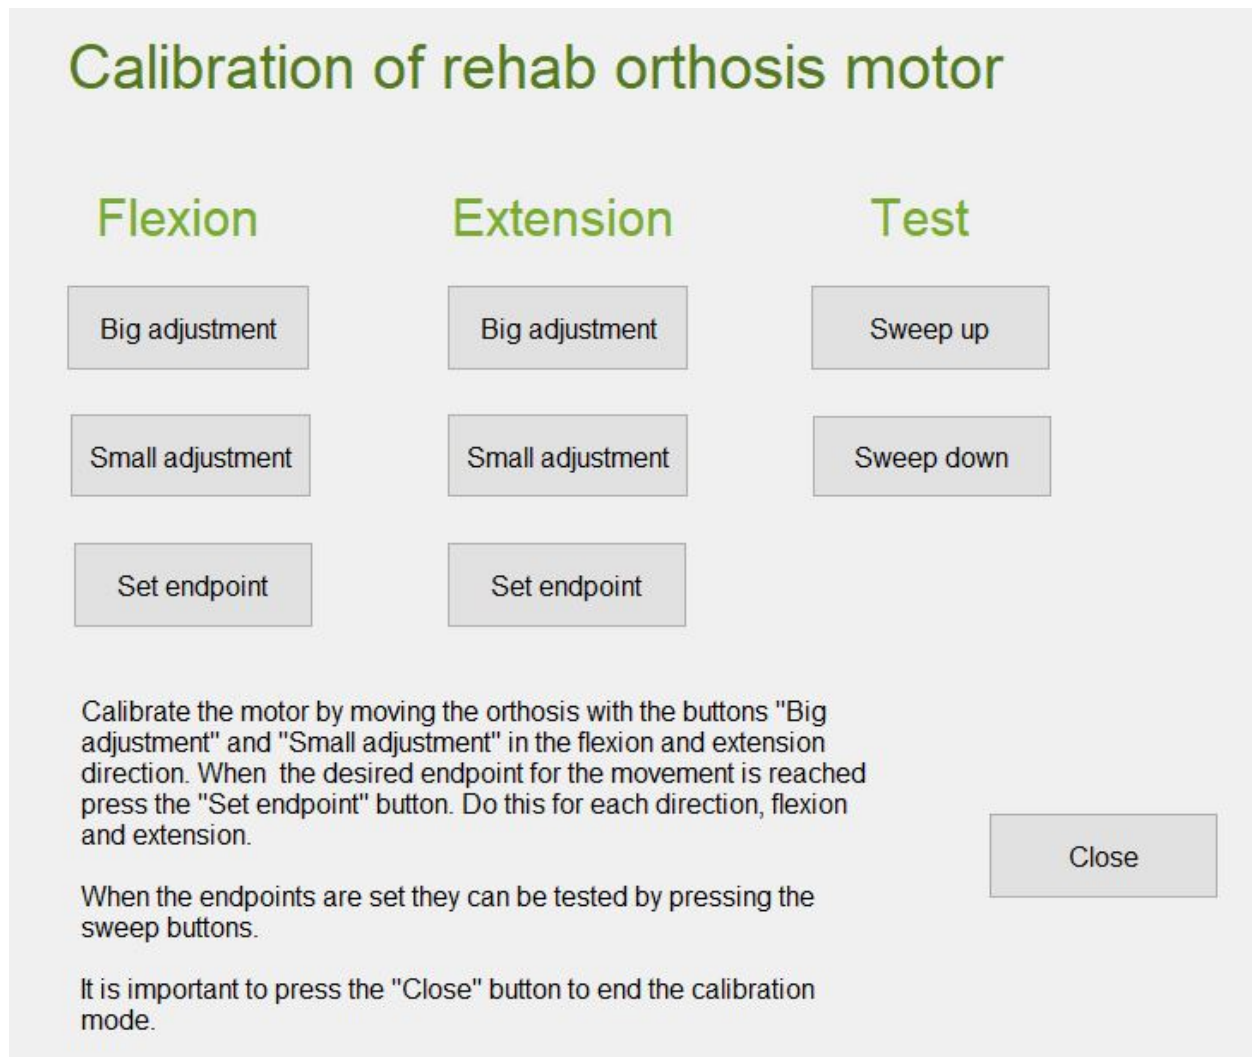 Calibration of rehab orthosis motor
Flexion
Extension
Test
Big adjustment
Big adjustment
Sweep up
Small adjustment
Small adjustment
Sweep down
Set endpoint
Set endpoint
Calibrate the motor by moving the orthosis with the buttons "Big
adjustment" and "Small adjustment" in the flexion and extension
direction. When  the desired endpoint for the movement is reached
press the "Set endpoint" button. Do this for each direction, flexion
and extension.
Close
When the endpoints are set they can be tested by pressing the
sweep buttons.
It is important to press the "Close" button to end the calibration
mode.